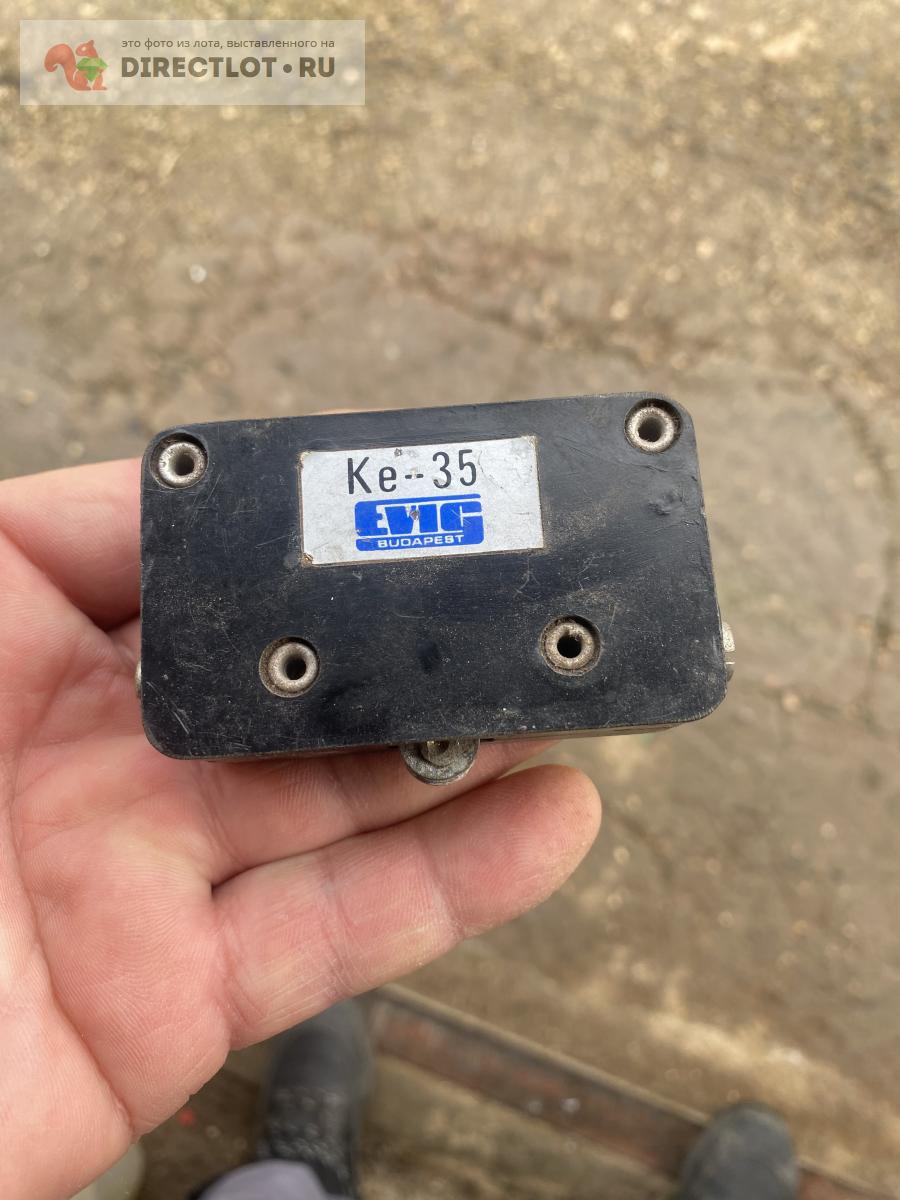 это фото из лота, выставленного на
DIRECTLOT.RU
Ke--35
EVIG
BUDAPEST